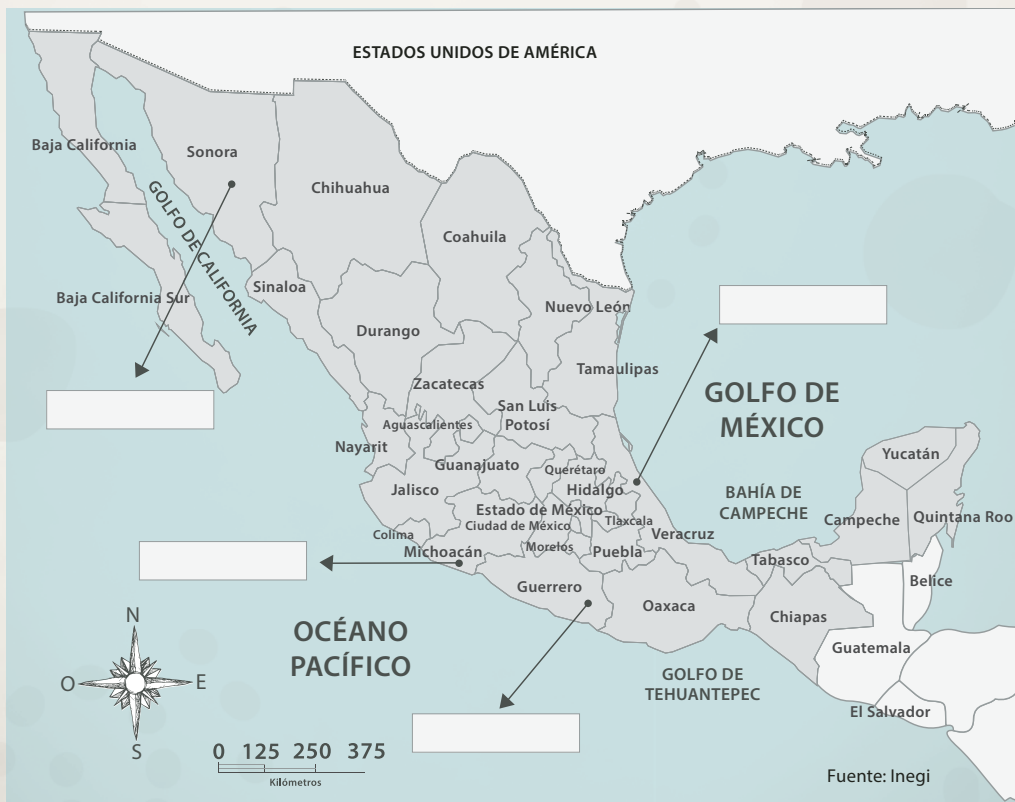 ESTADOS UNIDOS DE AMÉRICA
Baja California
Sonora
Chihuahua
GOLFO DE CALIFORNIA
Coahuila
Baja California Sur
Sinaloa
Nuevo León
Durango
Tamaulipas
Zacatecas
GOLFO DE
MÉXICO
San Luis
Potosí
Aguascalientes
Nayarit
Guanajuato
Querétaro
Yucatán
Jalisco
Hidalgo
BAHÍA DE
CAMPECHE
Estado de México
Ciudad de México
Tlaxcala
Campeche
Quintana Roo
Colima
Veracruz
Michoacán
Morelos
Puebla
Tabasco
Guerrero
Belice
Oaxaca
Chiapas
OCÉANO
PACÍFICO
Guatemala
GOLFO DE
TEHUANTEPEC
El Salvador
N
O
E
S
0 125 250 375
Kilómetros
Fuente: Inegi